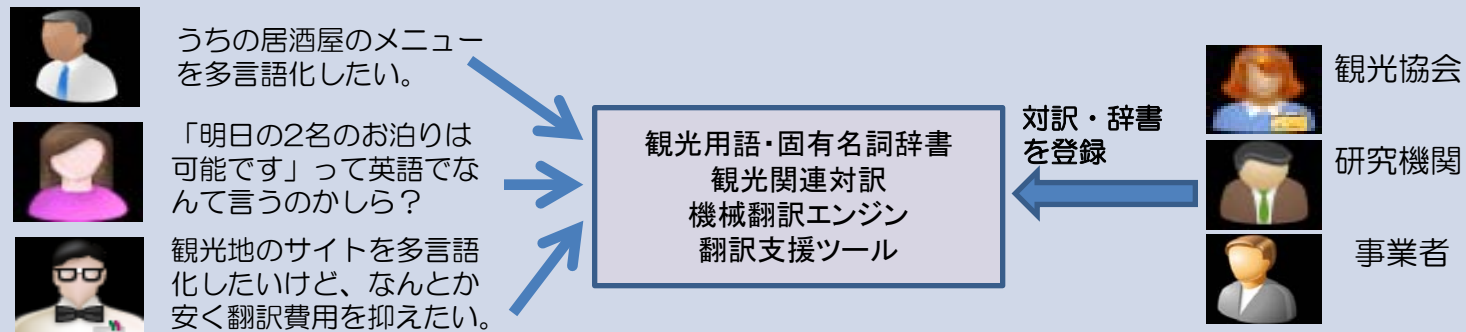 うちの居酒屋のメニュー
を多言語化したい。
「明日の2名のお泊りは
可能です」って英語でな
んて言うのかしら？
観光地のサイトを多言語
化したいけど、なんとか
安く翻訳費用を抑えたい。
観光用語・固有名詞辞書
観光関連対訳
機械翻訳エンジン
翻訳支援ツール
対訳・辞書
を登録
観光協会
研究機関
事業者